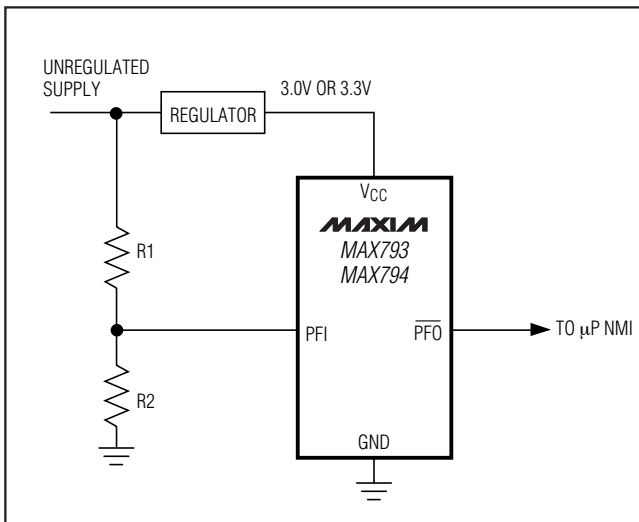 UNREGULATED
SUPPLY
3.0V OR 3.3V
REGULATOR
VCC
MAXIM
MAX793
MAX794
R1
PFI
P̅F̅O̅
TO µP NMI
R2
GND